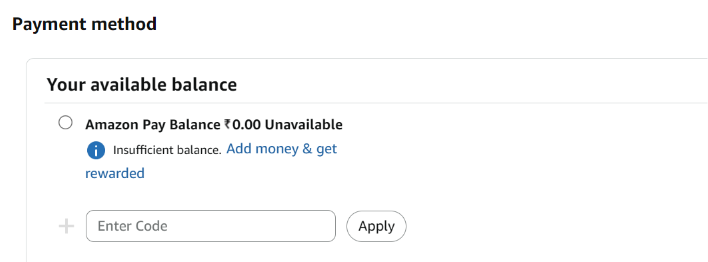 Payment method
Your available balance
Amazon Pay Balance ₹0.00 Unavailable
Insufficient balance. Add money & get
rewarded
Enter Code
Apply